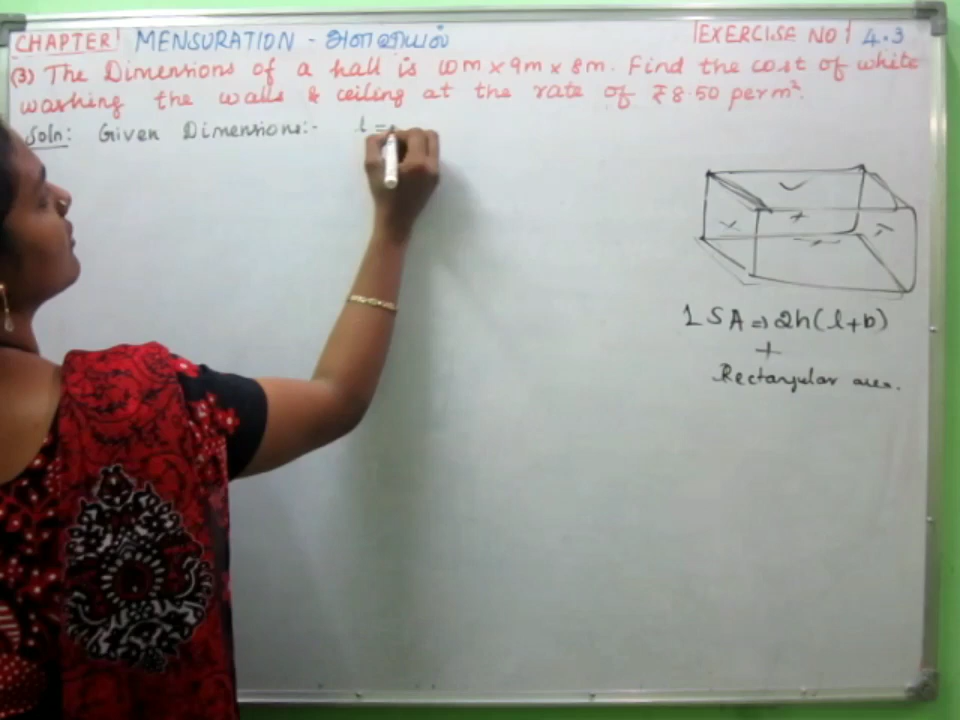 CHAPTER MENSURATION - அளவியல் EXERCISE NO 4.3
(3) The Dimensions of a hall is 10m x 9m x 8m. Find the cost of white
washing the walls & ceiling at the rate of ₹8.50 per m².
Soln: Given Dimensions:- l =
LSA => 2h(l+b)
+
Rectangular area.